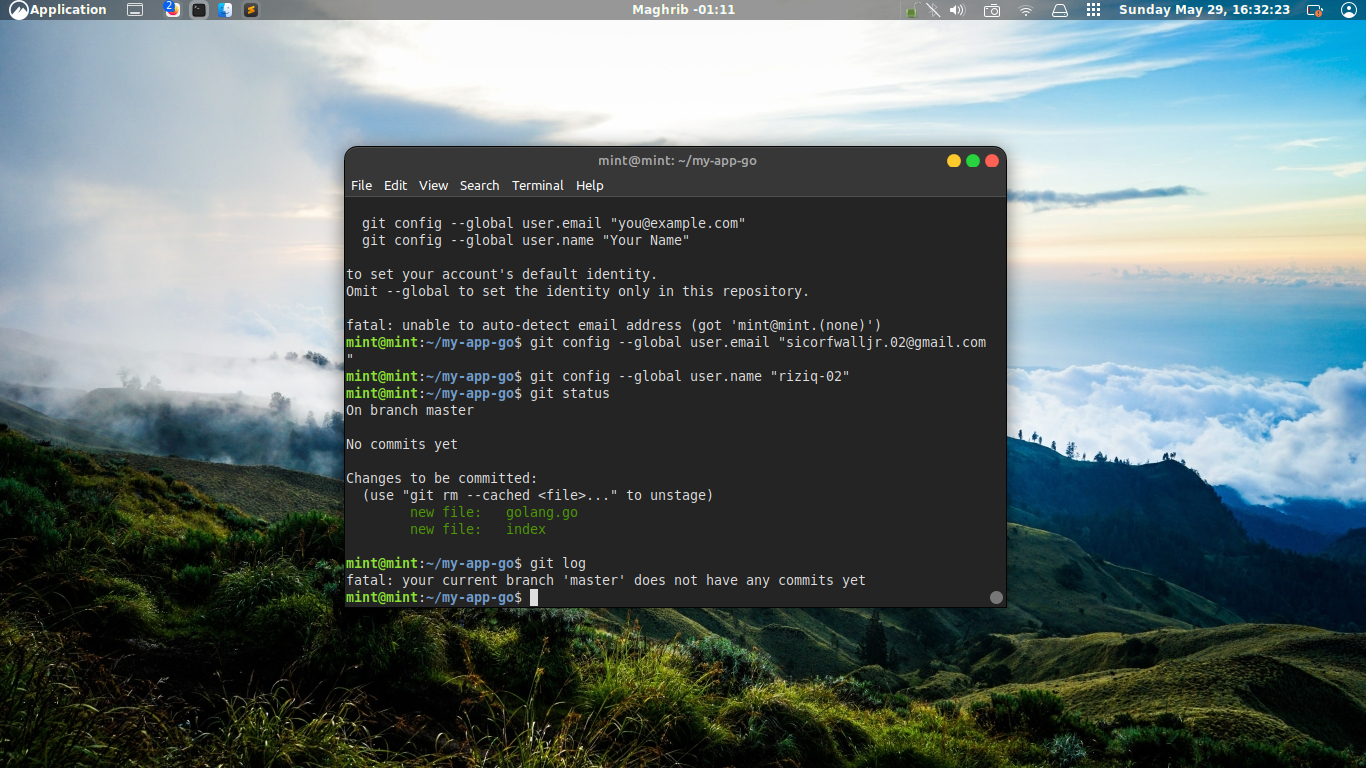 Application
2
Maghrib -01:11
Sunday May 29, 16:32:23
mint@mint: ~/my-app-go
File Edit View Search Terminal Help
git config --global user.email "you@example.com"
git config --global user.name "Your Name"
to set your account's default identity.
Omit --global to set the identity only in this repository.
fatal: unable to auto-detect email address (got 'mint@mint.(none)')
mint@mint:~/my-app-go$ git config --global user.email "sicorfwalljr.02@gmail.com
"
mint@mint:~/my-app-go$ git config --global user.name "riziq-02"
mint@mint:~/my-app-go$ git status
On branch master
No commits yet
Changes to be committed:
(use "git rm --cached <file>..." to unstage)
new file:   golang.go
new file:   index
mint@mint:~/my-app-go$ git log
fatal: your current branch 'master' does not have any commits yet
mint@mint:~/my-app-go$